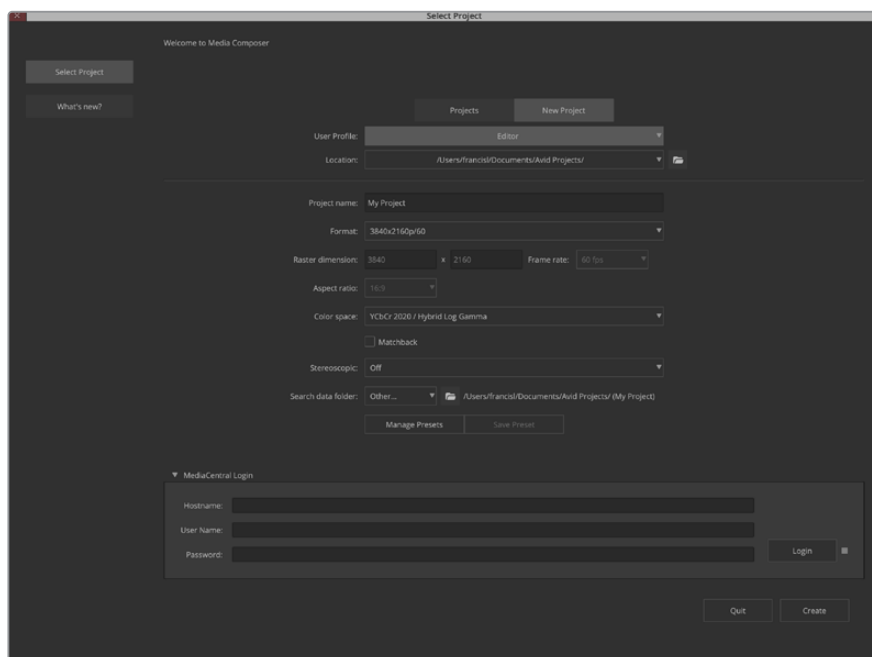 Select Project
Welcome to Media Composer
Select Project
What's new?
Projects New Project
User Profile: Editor
Location: /Users/francisl/Documents/Avid Projects/
Project name: My Project
Format: 3840x2160p/60
Raster dimension: 3840 x 2160 Frame rate: 60 fps
Aspect ratio: 16:9
Color space: YCbCr 2020 / Hybrid Log Gamma
Matchback
Stereoscopic: Off
Search data folder: Other... /Users/francisl/Documents/Avid Projects/ (My Project)
Manage Presets Save Preset
MediaCentral Login
Hostname:
User Name:
Password:
Login
Quit Create